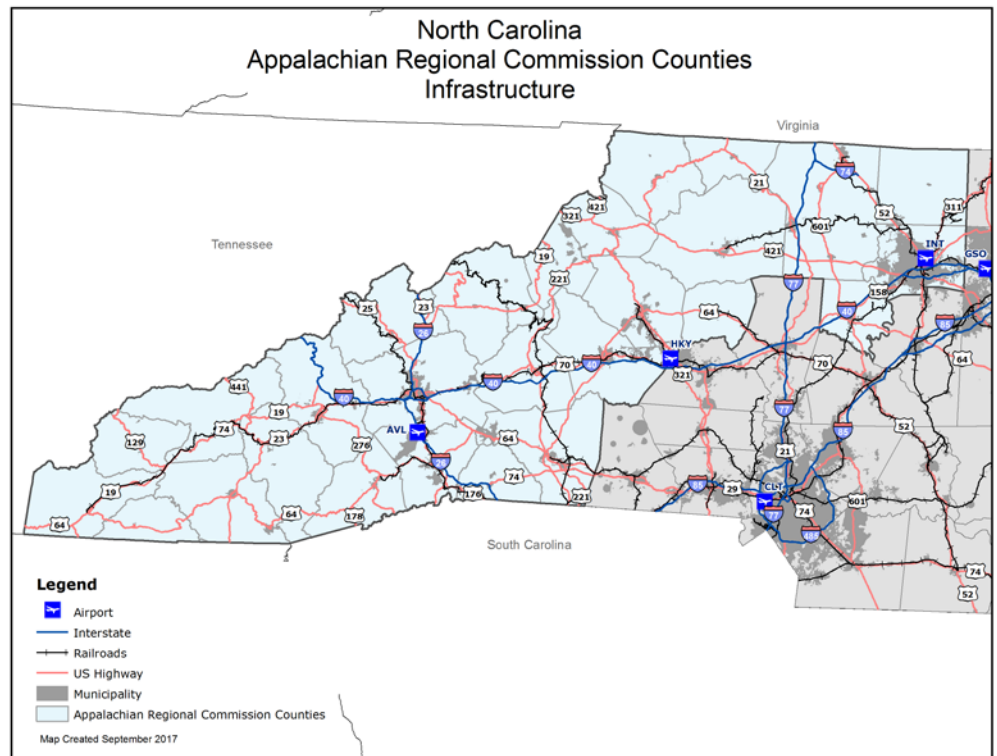 North Carolina
Appalachian Regional Commission Counties
Infrastructure
Virginia
74
21
52
311
421
321
601
INT
Tennessee
19
421
GSO
221
77
158
25
23
40
85
64
26
HKY
64
70
40
321
70
441
40
40
19
77
129
74
23
276
AVL
85
52
64
21
26
74
29
CLT
19
176
221
601
74
77
64
64
178
485
South Carolina
74
52
Legend
Airport
Interstate
Railroads
US Highway
Municipality
Appalachian Regional Commission Counties
Map Created September 2017